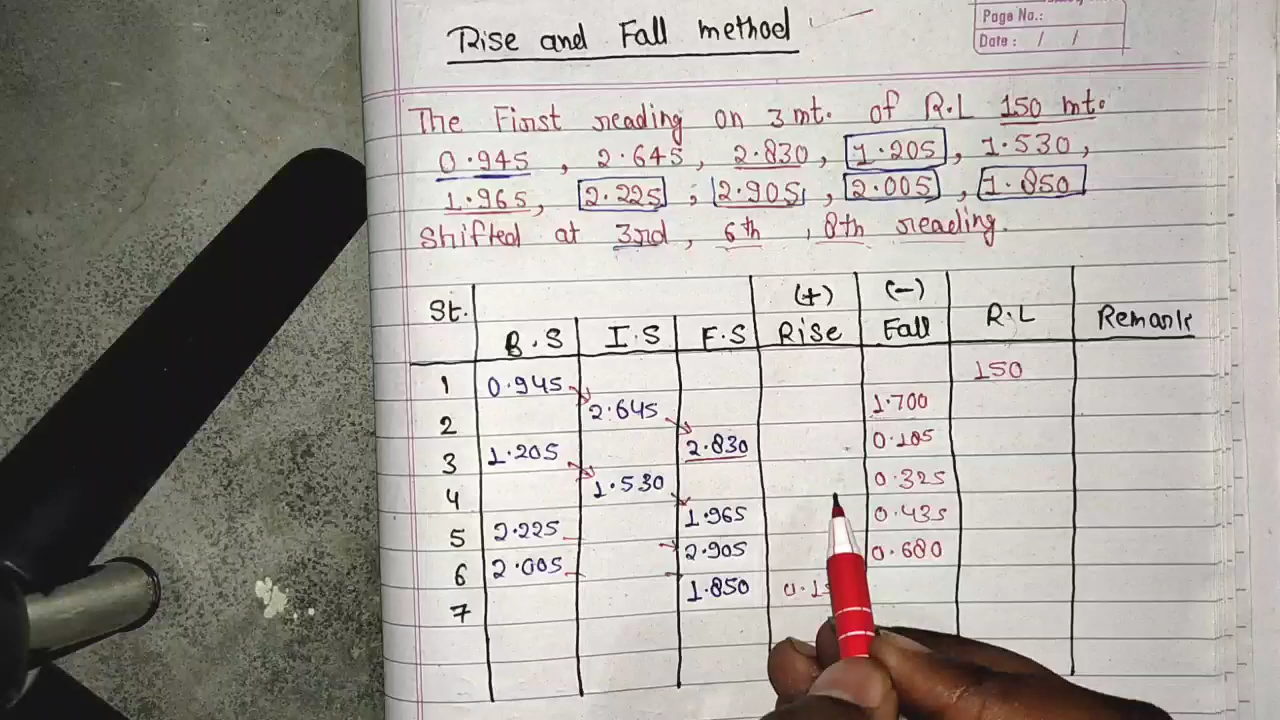 Page No.:
Date : / /
Rise and Fall method
The First reading on 3 mt. of R.L 150 mt.
0.945 , 2.645, 2.830, 1.205, 1.530,
1.965, 2.225, 2.905, 2.005, 1.850
Shifted at 3rd, 6th, 8th reading.
St. B.S I.S F.S (+) Rise (-) Fall R.L Remark
1 0.945 150
2 2.645 1.700
3 1.205 2.830 0.185
4 1.530 0.325
5 2.225 1.965 0.435
6 2.005 2.905 0.680
7 1.850